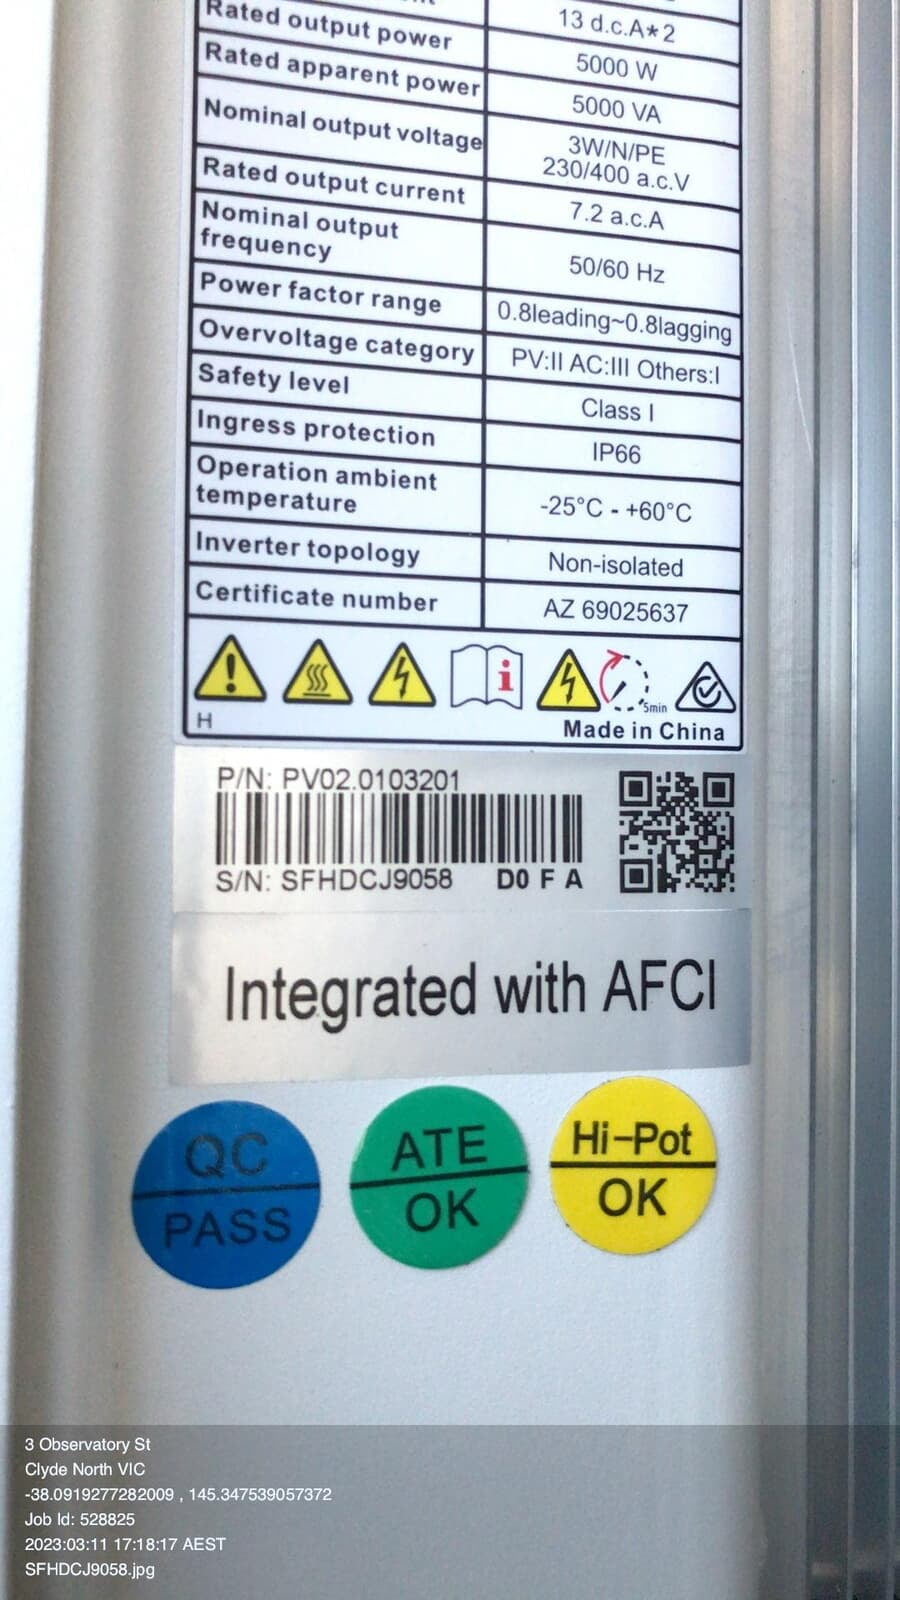 13 d.c.A*2
Rated output power
5000 W
Rated apparent power
5000 VA
Nominal output voltage
3W/N/PE
230/400 a.c.V
Rated output current
7.2 a.c.A
Nominal output
frequency
50/60 Hz
Power factor range
0.8leading~0.8lagging
Overvoltage category
PV:II AC:III Others:I
Safety level
Class I
Ingress protection
IP66
Operation ambient
temperature
-25°C - +60°C
Inverter topology
Non-isolated
Certificate number
AZ 69025637
5min
H
Made in China
P/N: PV02.0103201
S/N: SFHDCJ9058 D0 F A
Integrated with AFCI
QC
PASS
ATE
OK
Hi-Pot
OK
3 Observatory St
Clyde North VIC
-38.0919277282009 , 145.347539057372
Job Id: 528825
2023:03:11 17:18:17 AEST
SFHDCJ9058.jpg